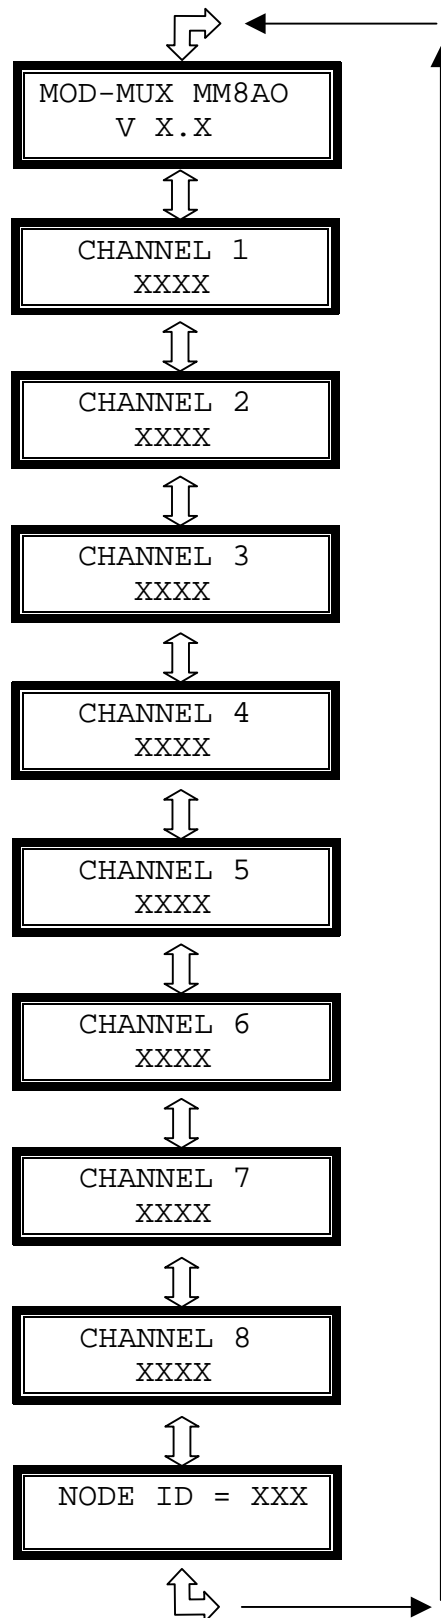 MOD-MUX MM8AO
V X.X
CHANNEL 1
XXXX
CHANNEL 2
XXXX
CHANNEL 3
XXXX
CHANNEL 4
XXXX
CHANNEL 5
XXXX
CHANNEL 6
XXXX
CHANNEL 7
XXXX
CHANNEL 8
XXXX
NODE ID = XXX